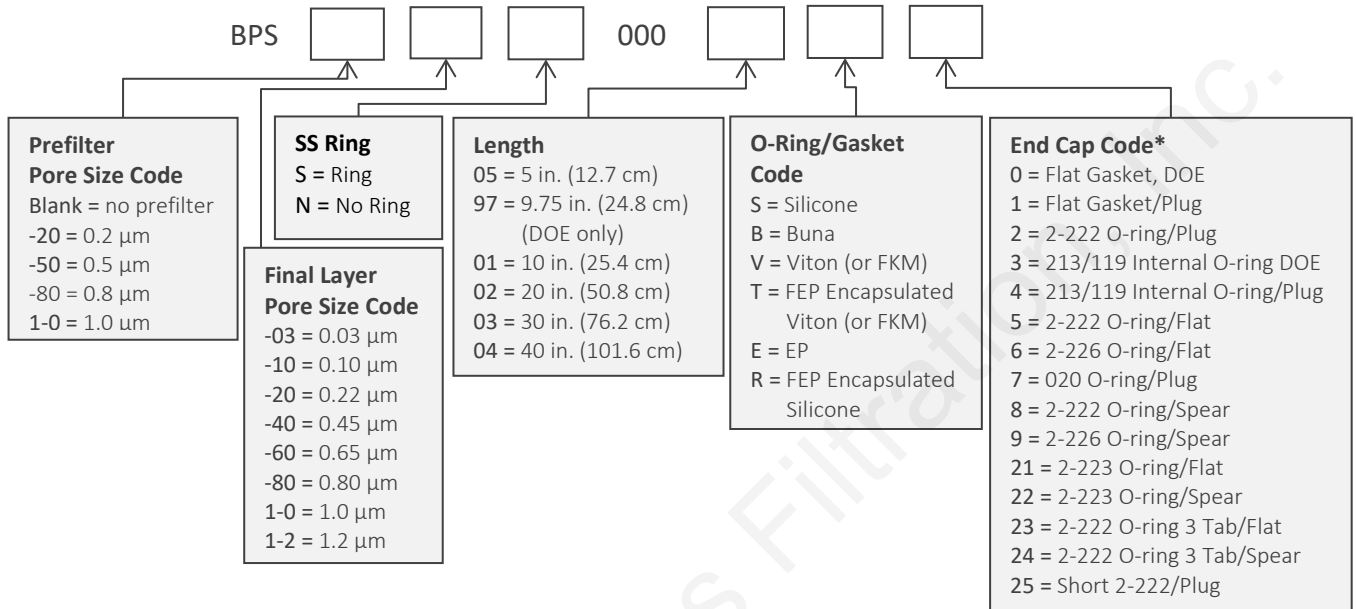 BPS 000
Prefilter
Pore Size Code
Blank = no prefilter
-20 = 0.2 µm
-50 = 0.5 µm
-80 = 0.8 µm
1-0 = 1.0 µm
Final Layer
Pore Size Code
-03 = 0.03 µm
-10 = 0.10 µm
-20 = 0.22 µm
-40 = 0.45 µm
-60 = 0.65 µm
-80 = 0.80 µm
1-0 = 1.0 µm
1-2 = 1.2 µm
SS Ring
S = Ring
N = No Ring
Length
05 = 5 in. (12.7 cm)
97 = 9.75 in. (24.8 cm)
(DOE only)
01 = 10 in. (25.4 cm)
02 = 20 in. (50.8 cm)
03 = 30 in. (76.2 cm)
04 = 40 in. (101.6 cm)
O-Ring/Gasket
Code
S = Silicone
B = Buna
V = Viton (or FKM)
T = FEP Encapsulated
Viton (or FKM)
E = EP
R = FEP Encapsulated
Silicone
End Cap Code*
0 = Flat Gasket, DOE
1 = Flat Gasket/Plug
2 = 2-222 O-ring/Plug
3 = 213/119 Internal O-ring DOE
4 = 213/119 Internal O-ring/Plug
5 = 2-222 O-ring/Flat
6 = 2-226 O-ring/Flat
7 = 020 O-ring/Plug
8 = 2-222 O-ring/Spear
9 = 2-226 O-ring/Spear
21 = 2-223 O-ring/Flat
22 = 2-223 O-ring/Spear
23 = 2-222 O-ring 3 Tab/Flat
24 = 2-222 O-ring 3 Tab/Spear
25 = Short 2-222/Plug
Filtration, Inc.